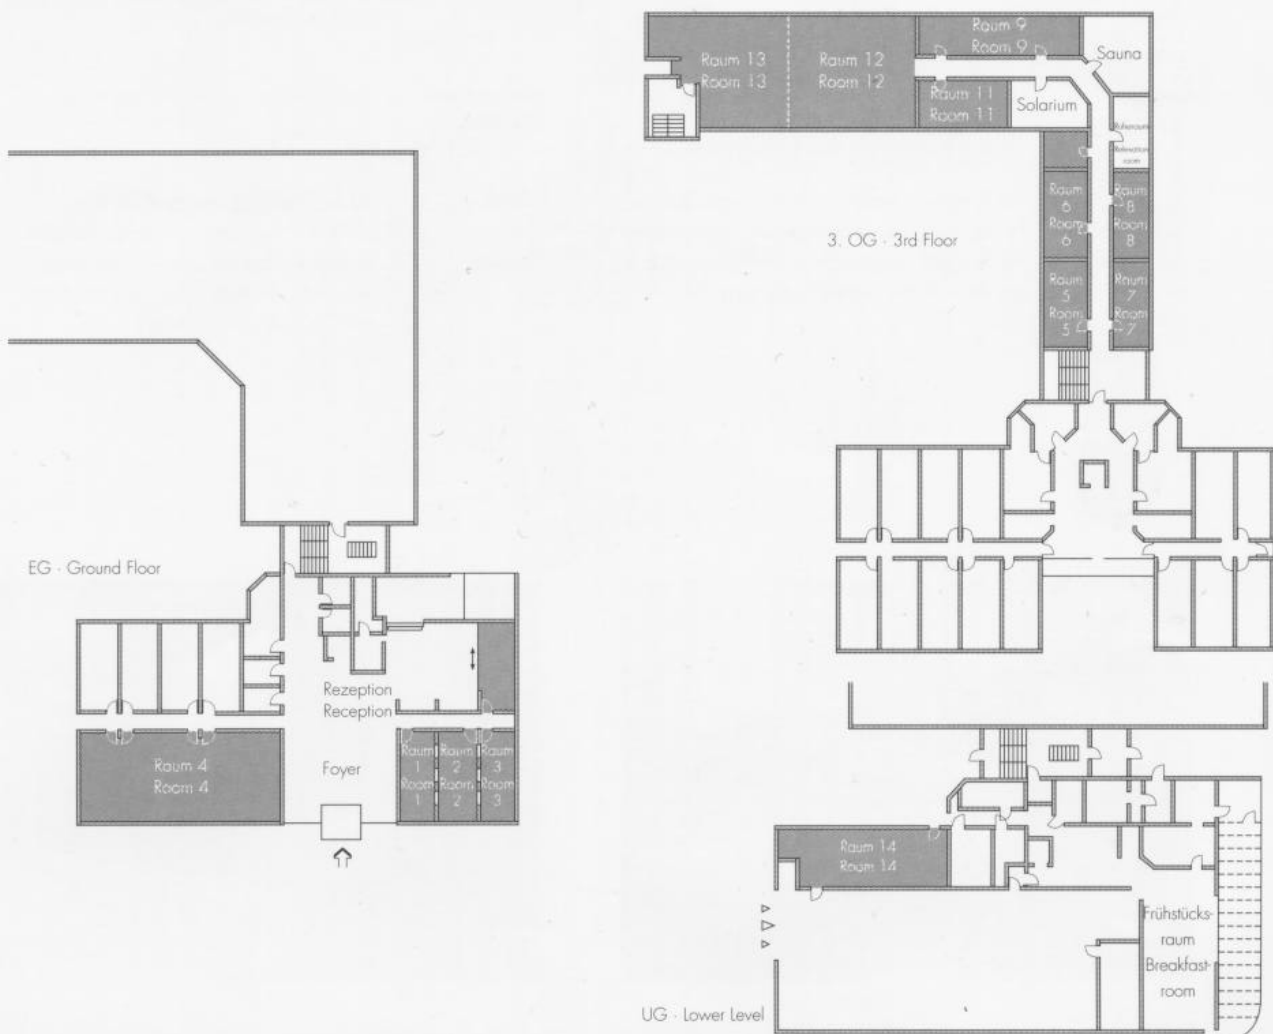 Raum 9
Room 9
Sauna
Raum 13
Room 13
Raum 12
Room 12
Raum 11
Room 11
Solarium
Ruheraum
Relaxation
room
Raum
6
Room
6
Raum
8
Room
8
3. OG · 3rd Floor
Raum
5
Room
5
Raum
7
Room
7
EG · Ground Floor
Rezeption
Reception
Foyer
Raum 4
Room 4
Raum
1
Room
1
Raum
2
Room
2
Raum
3
Room
3
Raum 14
Room 14
Frühstücks-
raum
Breakfast-
room
UG · Lower Level